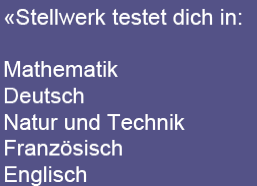 «Stellwerk testet dich in:
Mathematik
Deutsch
Natur und Technik
Französisch
Englisch